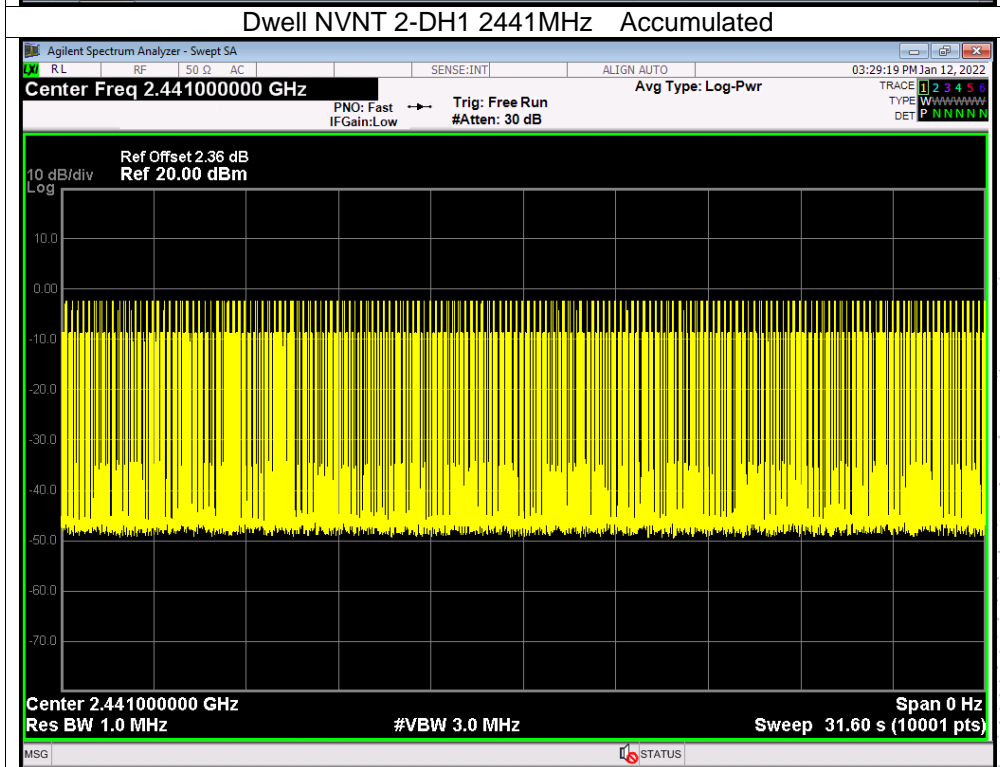 Dwell NVNT 2-DH1 2441MHz Accumulated
Agilent Spectrum Analyzer - Swept SA
LXI RL RF 50 Ω AC SENSE:INT ALIGN AUTO 03:29:19 PM Jan 12, 2022
Center Freq 2.441000000 GHz Avg Type: Log-Pwr TRACE 1 2 3 4 5 6
PNO: Fast Trig: Free Run TYPE WWWWWW
IFGain:Low #Atten: 30 dB DET P N N N N N
Ref Offset 2.36 dB
10 dB/div Ref 20.00 dBm
Log
10.0
0.00
-10.0
-20.0
-30.0
-40.0
-50.0
-60.0
-70.0
Center 2.441000000 GHz Span 0 Hz
Res BW 1.0 MHz #VBW 3.0 MHz Sweep 31.60 s (10001 pts)
MSG STATUS